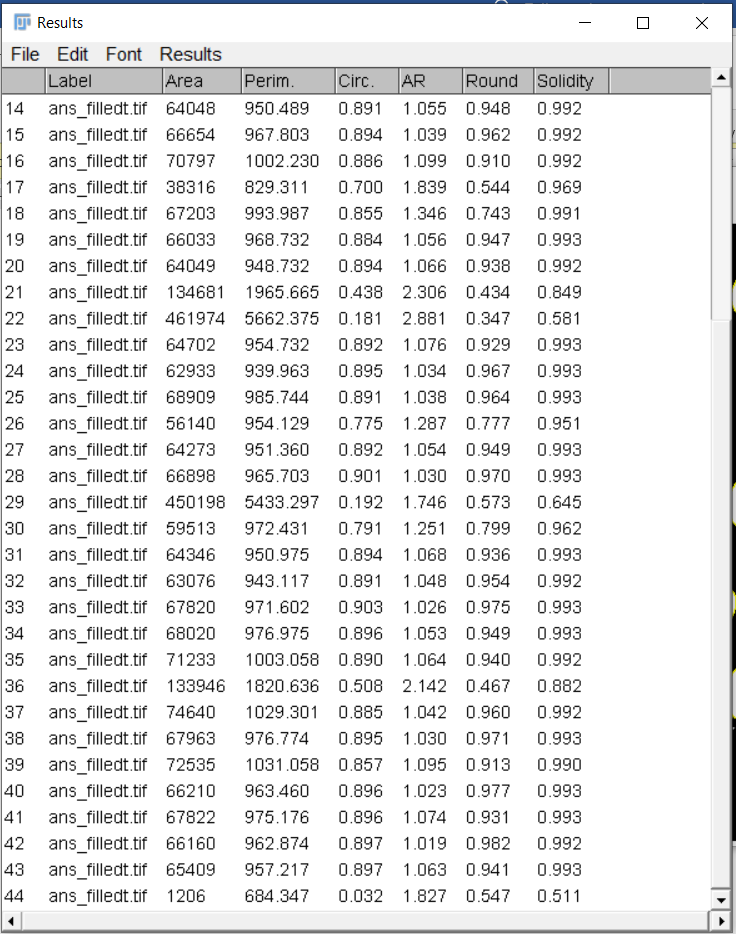 Results
File Edit Font Results
Label Area Perim. Circ. AR Round Solidity
14 ans_filledt.tif 64048 950.489 0.891 1.055 0.948 0.992
15 ans_filledt.tif 66654 967.803 0.894 1.039 0.962 0.992
16 ans_filledt.tif 70797 1002.230 0.886 1.099 0.910 0.992
17 ans_filledt.tif 38316 829.311 0.700 1.839 0.544 0.969
18 ans_filledt.tif 67203 993.987 0.855 1.346 0.743 0.991
19 ans_filledt.tif 66033 968.732 0.884 1.056 0.947 0.993
20 ans_filledt.tif 64049 948.732 0.894 1.066 0.938 0.992
21 ans_filledt.tif 134681 1965.665 0.438 2.306 0.434 0.849
22 ans_filledt.tif 461974 5662.375 0.181 2.881 0.347 0.581
23 ans_filledt.tif 64702 954.732 0.892 1.076 0.929 0.993
24 ans_filledt.tif 62933 939.963 0.895 1.034 0.967 0.993
25 ans_filledt.tif 68909 985.744 0.891 1.038 0.964 0.993
26 ans_filledt.tif 56140 954.129 0.775 1.287 0.777 0.951
27 ans_filledt.tif 64273 951.360 0.892 1.054 0.949 0.993
28 ans_filledt.tif 66898 965.703 0.901 1.030 0.970 0.993
29 ans_filledt.tif 450198 5433.297 0.192 1.746 0.573 0.645
30 ans_filledt.tif 59513 972.431 0.791 1.251 0.799 0.962
31 ans_filledt.tif 64346 950.975 0.894 1.068 0.936 0.993
32 ans_filledt.tif 63076 943.117 0.891 1.048 0.954 0.992
33 ans_filledt.tif 67820 971.602 0.903 1.026 0.975 0.993
34 ans_filledt.tif 68020 976.975 0.896 1.053 0.949 0.993
35 ans_filledt.tif 71233 1003.058 0.890 1.064 0.940 0.992
36 ans_filledt.tif 133946 1820.636 0.508 2.142 0.467 0.882
37 ans_filledt.tif 74640 1029.301 0.885 1.042 0.960 0.992
38 ans_filledt.tif 67963 976.774 0.895 1.030 0.971 0.993
39 ans_filledt.tif 72535 1031.058 0.857 1.095 0.913 0.990
40 ans_filledt.tif 66210 963.460 0.896 1.023 0.977 0.993
41 ans_filledt.tif 67822 975.176 0.896 1.074 0.931 0.993
42 ans_filledt.tif 66160 962.874 0.897 1.019 0.982 0.992
43 ans_filledt.tif 65409 957.217 0.897 1.063 0.941 0.993
44 ans_filledt.tif 1206 684.347 0.032 1.827 0.547 0.511